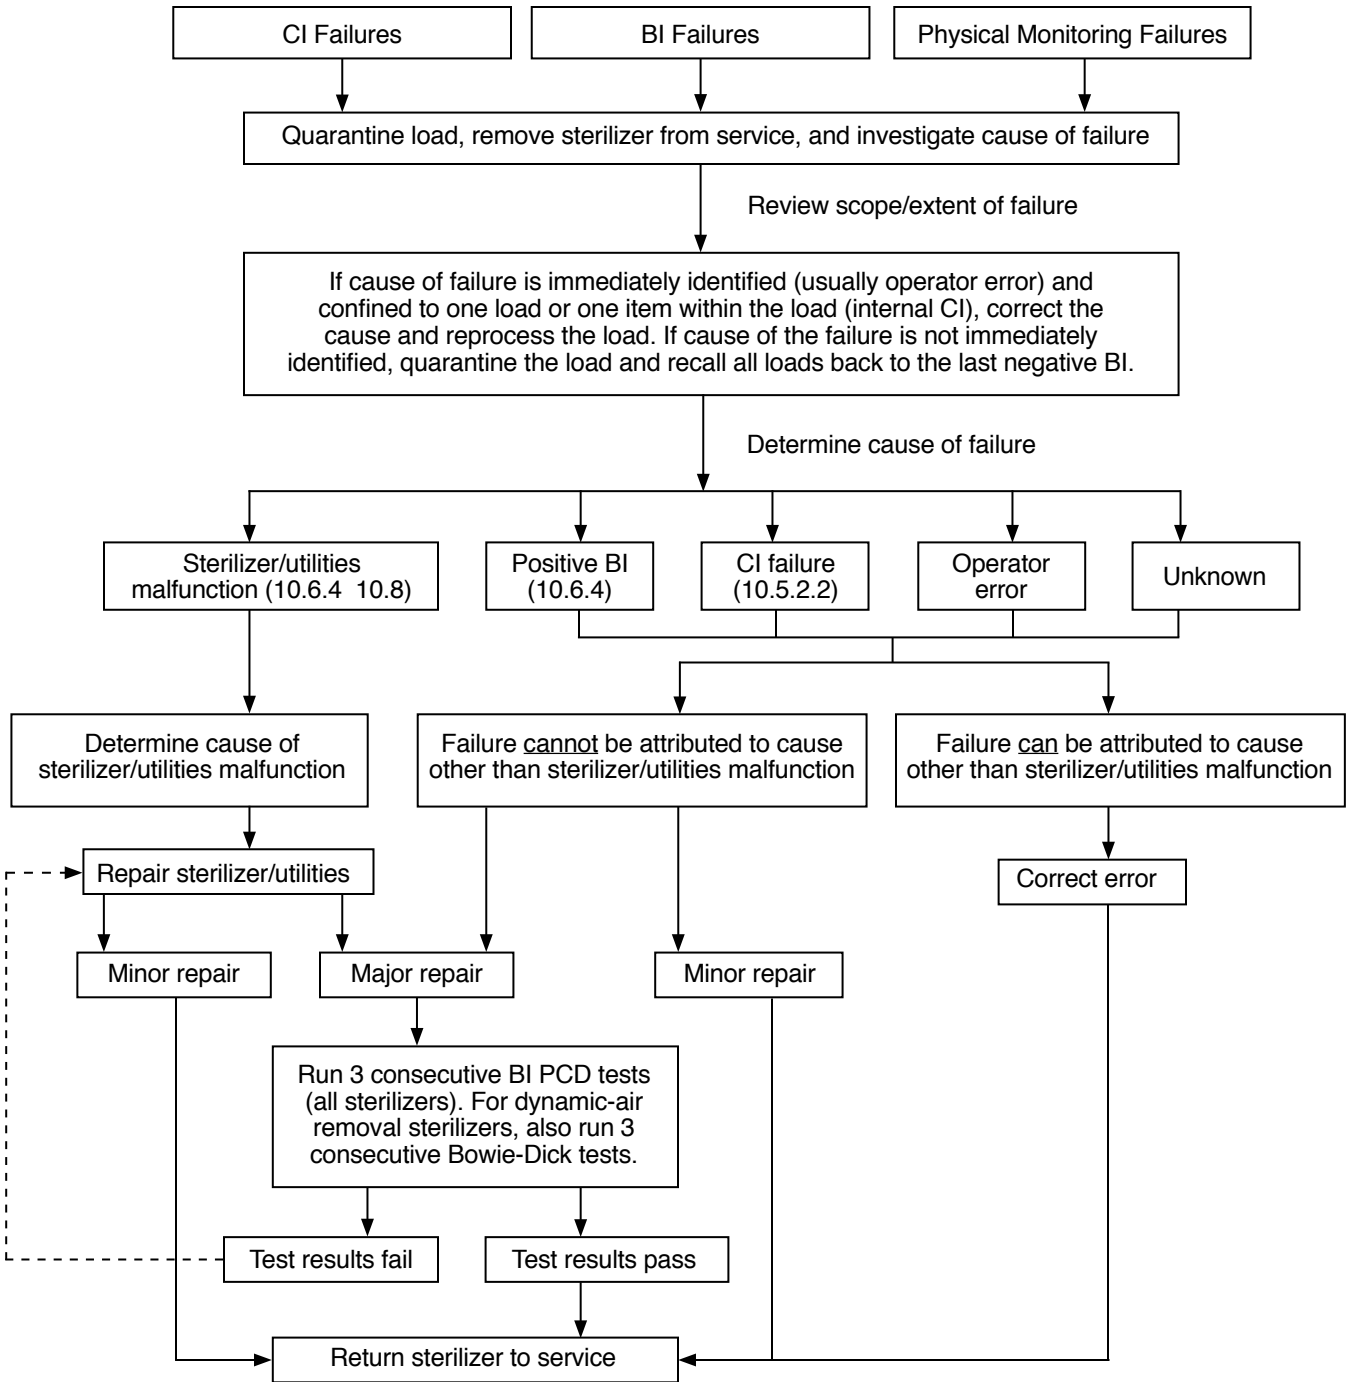 CI Failures
BI Failures
Physical Monitoring Failures
Quarantine load, remove sterilizer from service, and investigate cause of failure
Review scope/extent of failure
If cause of failure is immediately identified (usually operator error) and
confined to one load or one item within the load (internal CI), correct the
cause and reprocess the load. If cause of the failure is not immediately
identified, quarantine the load and recall all loads back to the last negative BI.
Determine cause of failure
Sterilizer/utilities
malfunction (10.6.4  10.8)
Positive BI
(10.6.4)
CI failure
(10.5.2.2)
Operator
error
Unknown
Determine cause of
sterilizer/utilities malfunction
Failure cannot be attributed to cause
other than sterilizer/utilities malfunction
Failure can be attributed to cause
other than sterilizer/utilities malfunction
Repair sterilizer/utilities
Correct error
Minor repair
Major repair
Minor repair
Run 3 consecutive BI PCD tests
(all sterilizers). For dynamic-air
removal sterilizers, also run 3
consecutive Bowie-Dick tests.
Test results fail
Test results pass
Return sterilizer to service